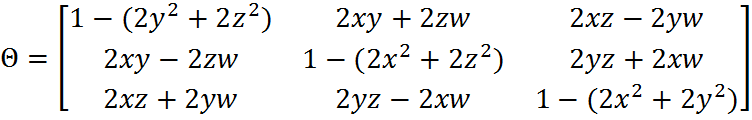 Θ = [1 − (2y² + 2z²) 2xy + 2zw 2xz − 2yw
2xy − 2zw 1 − (2x² + 2z²) 2yz + 2xw
2xz + 2yw 2yz − 2xw 1 − (2x² + 2y²)]